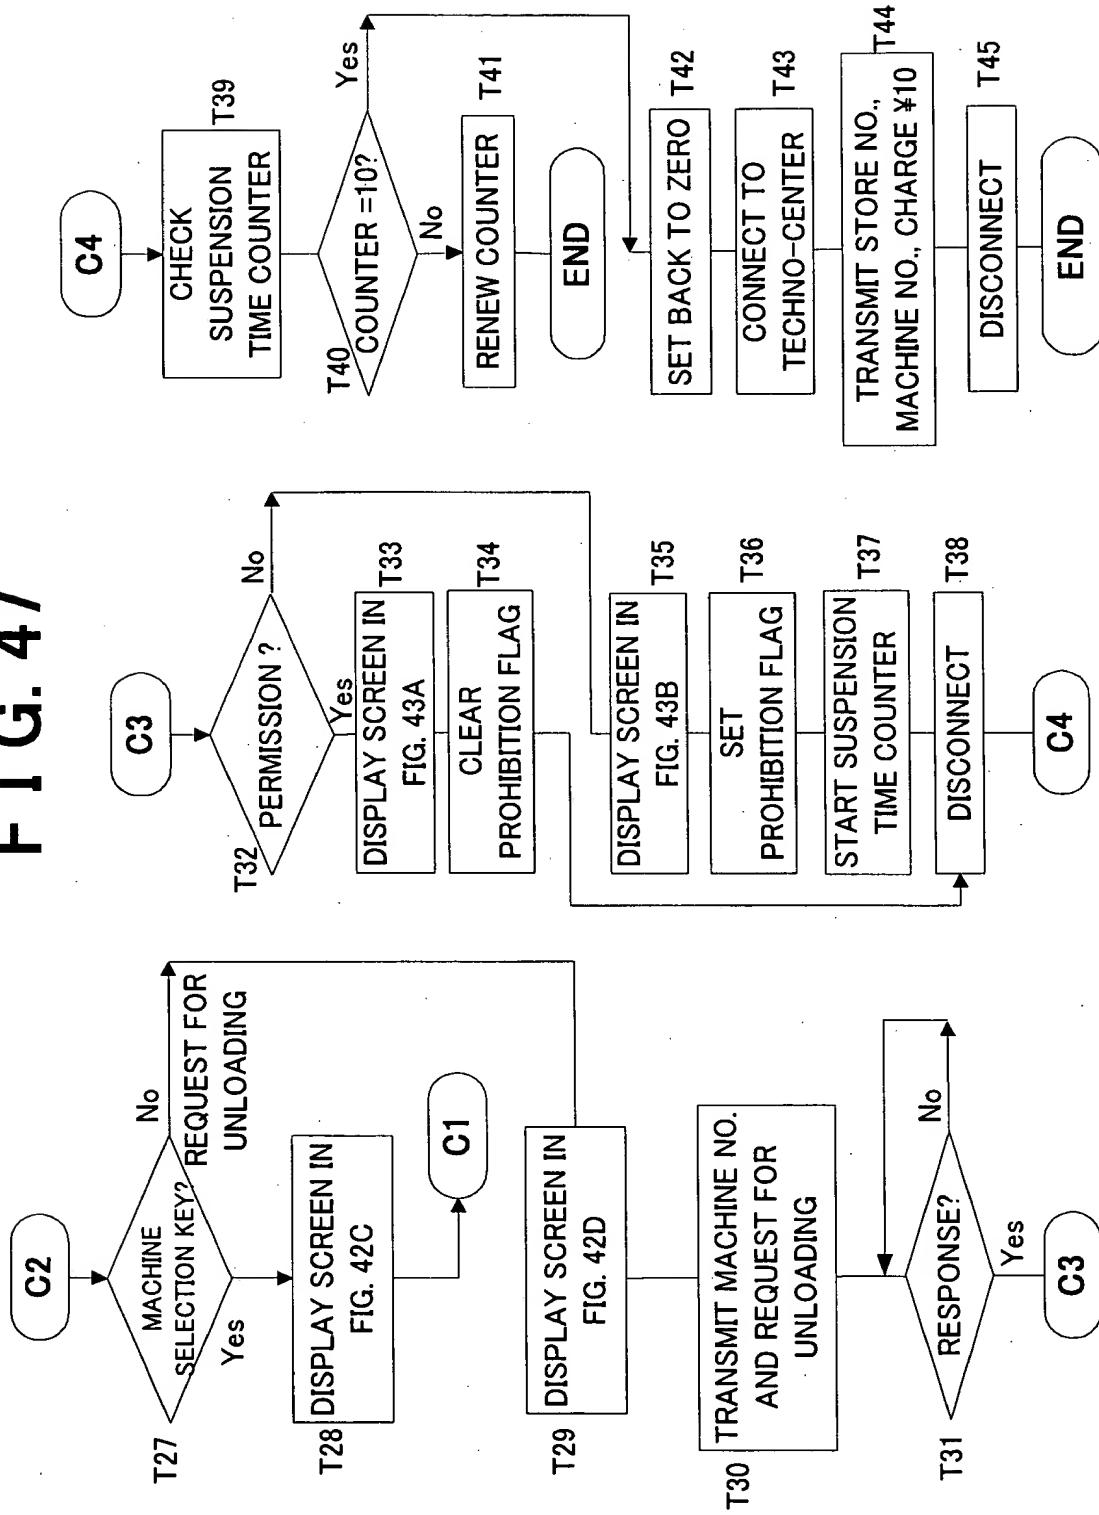 FIG. 47
C2
T27
MACHINE
SELECTION KEY?
No
REQUEST FOR
UNLOADING
Yes
T28
DISPLAY SCREEN IN
FIG. 42C
C1
T29
DISPLAY SCREEN IN
FIG. 42D
T30
TRANSMIT MACHINE NO.
AND REQUEST FOR
UNLOADING
T31
RESPONSE?
No
Yes
C3
C3
T32
PERMISSION ?
No
Yes
DISPLAY SCREEN IN
FIG. 43A
T33
CLEAR
PROHIBITION FLAG
T34
DISPLAY SCREEN IN
FIG. 43B
T35
SET
PROHIBITION FLAG
T36
START SUSPENSION
TIME COUNTER
T37
DISCONNECT
T38
C4
C4
CHECK
SUSPENSION
TIME COUNTER
T39
T40
COUNTER =10?
Yes
No
RENEW COUNTER
T41
END
SET BACK TO ZERO
T42
CONNECT TO
TECHNO-CENTER
T43
TRANSMIT STORE NO.,
MACHINE NO., CHARGE ¥10
T44
DISCONNECT
T45
END